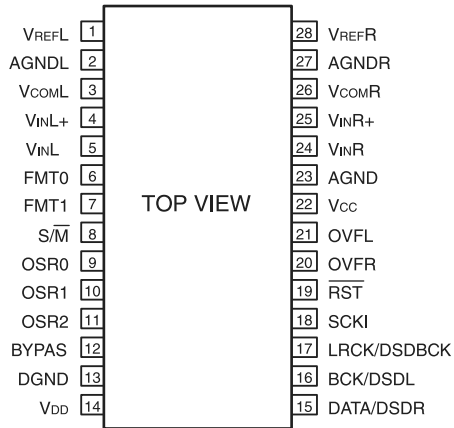 VREFL 1 28 VREFR
AGNDL 2 27 AGNDR
VCOML 3 26 VCOMR
VINL+ 4 25 VINR+
VINL 5 24 VINR
FMT0 6 23 AGND
FMT1 7 TOP VIEW 22 VCC
S/M̅ 8 21 OVFL
OSR0 9 20 OVFR
OSR1 10 19 R̅S̅T̅
OSR2 11 18 SCKI
BYPAS 12 17 LRCK/DSDBCK
DGND 13 16 BCK/DSDL
VDD 14 15 DATA/DSDR